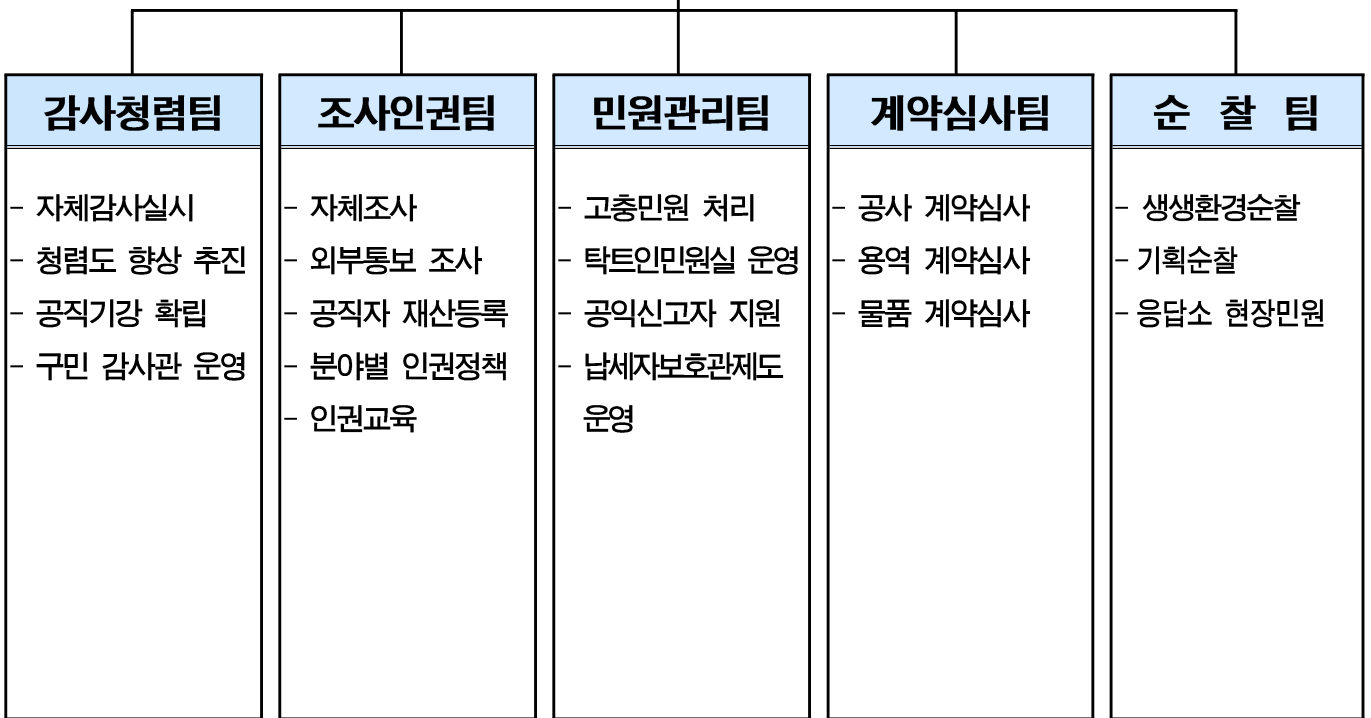 감사청렴팀
- 자체감사실시
- 청렴도 향상 추진
- 공직기강 확립
- 구민 감사관 운영
조사인권팀
- 자체조사
- 외부통보 조사
- 공직자 재산등록
- 분야별 인권정책
- 인권교육
민원관리팀
- 고충민원 처리
- 탁트인민원실 운영
- 공익신고자 지원
- 납세자보호관제도
운영
계약심사팀
- 공사 계약심사
- 용역 계약심사
- 물품 계약심사
순 찰 팀
- 생생환경순찰
- 기획순찰
- 응답소 현장민원